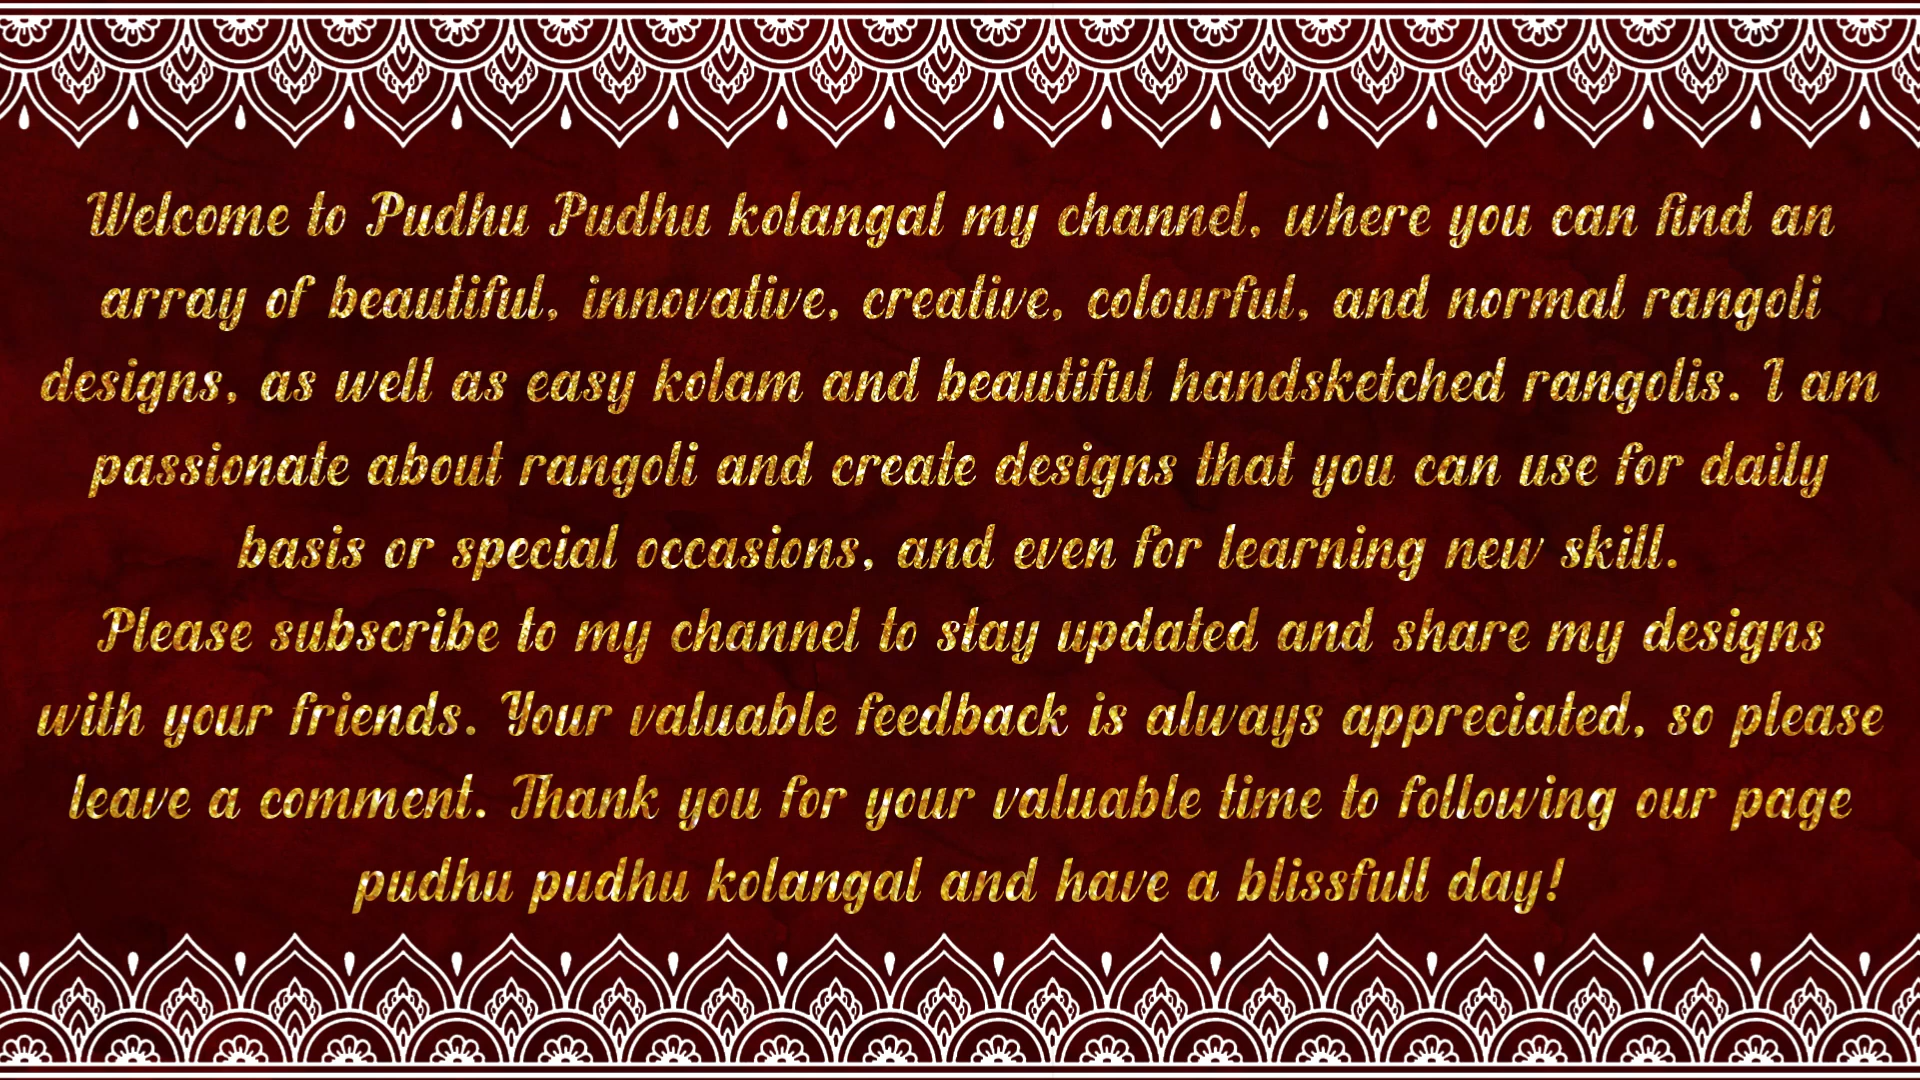 Welcome to Pudhu Pudhu kolangal my channel, where you can find an
array of beautiful, innovative, creative, colourful, and normal rangoli
designs, as well as easy kolam and beautiful handsketched rangolis. I am
passionate about rangoli and create designs that you can use for daily
basis or special occasions, and even for learning new skill.
Please subscribe to my channel to stay updated and share my designs
with your friends. Your valuable feedback is always appreciated, so please
leave a comment. Thank you for your valuable time to following our page
pudhu pudhu kolangal and have a blissfull day!